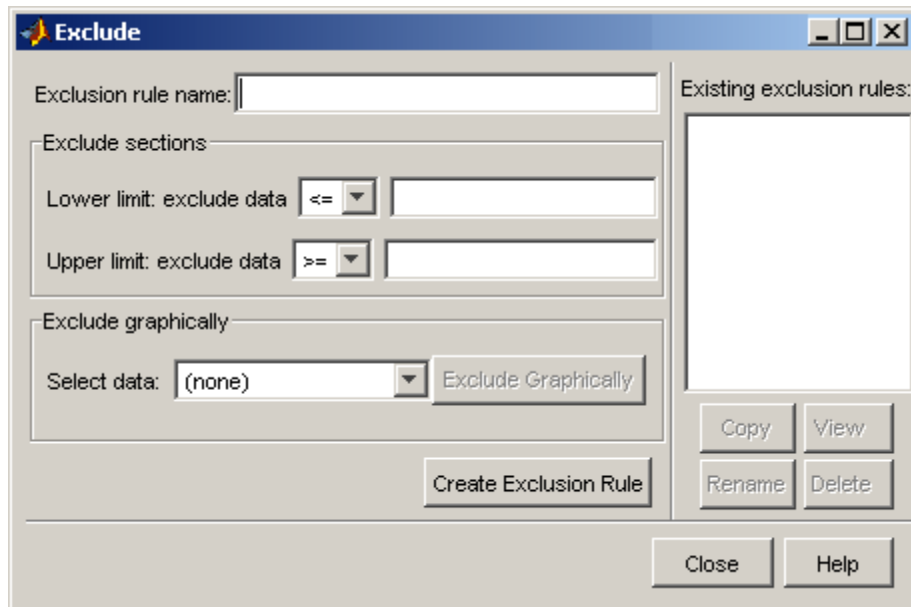 Exclude
Exclusion rule name:
Exclude sections
Lower limit: exclude data <=
Upper limit: exclude data >=
Exclude graphically
Select data: (none) Exclude Graphically
Create Exclusion Rule
Existing exclusion rules:
Copy View
Rename Delete
Close Help